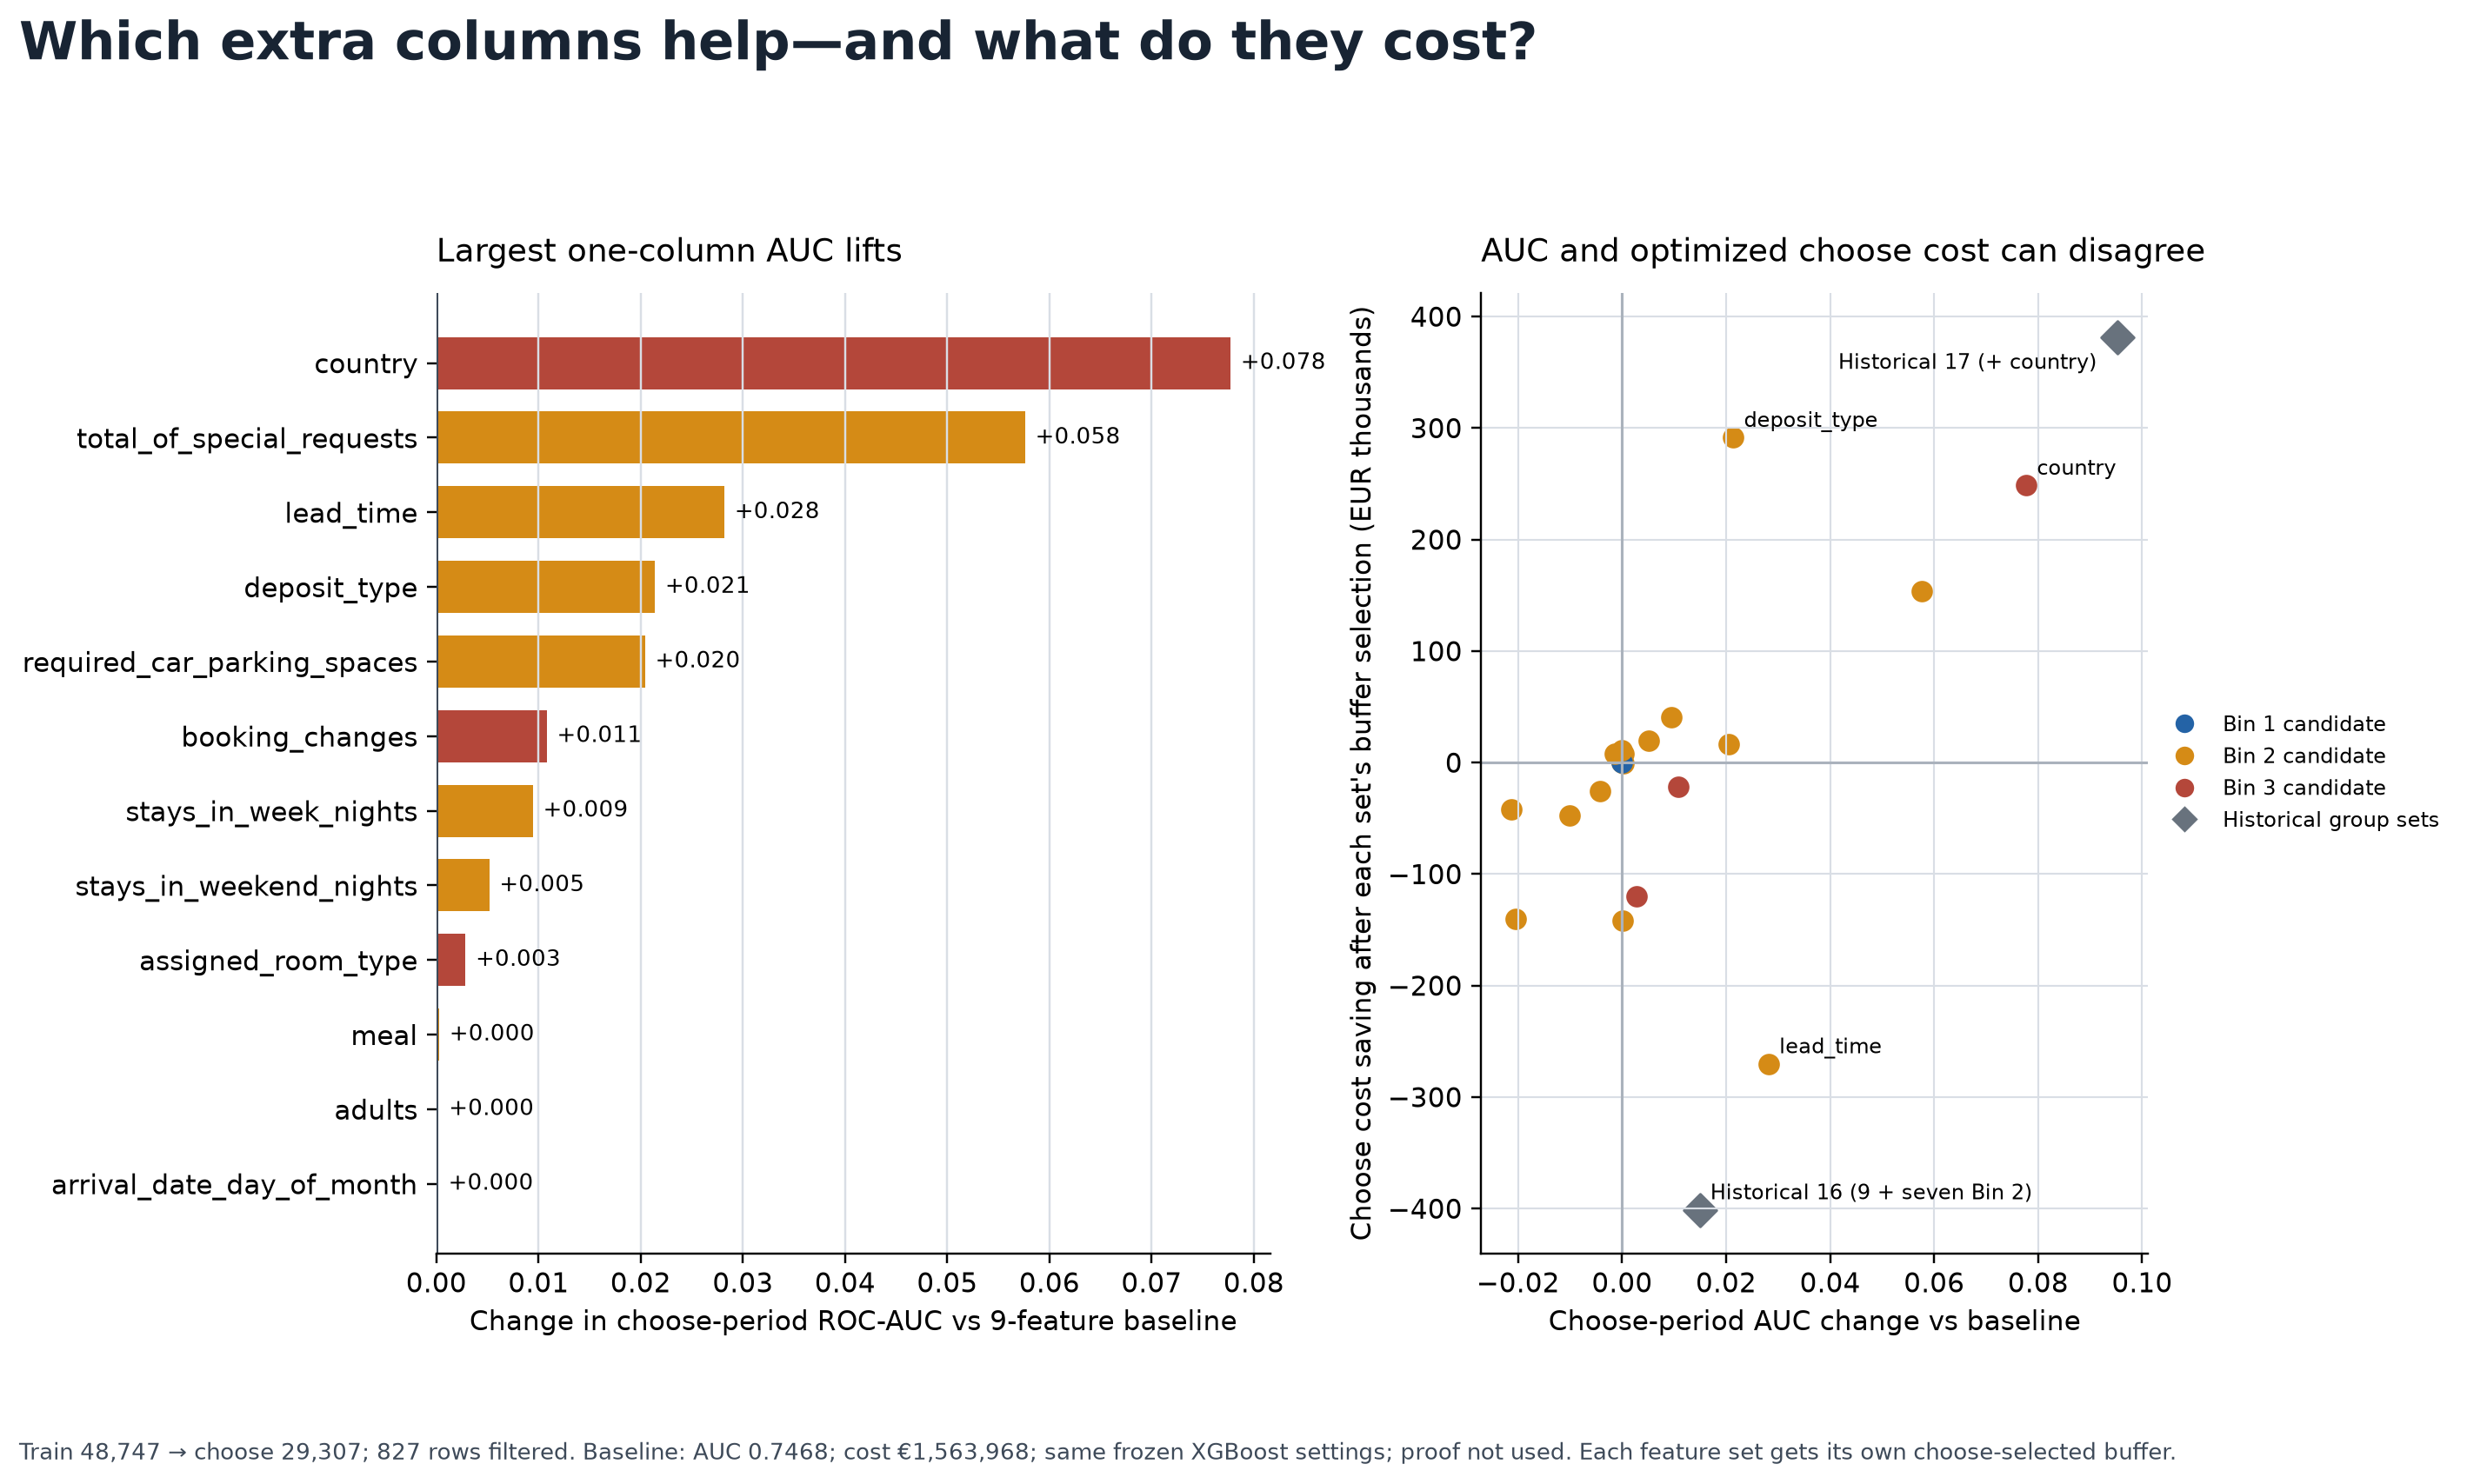 Which extra columns help—and what do they cost?
Largest one-column AUC lifts
country
+0.078
total_of_special_requests
+0.058
lead_time
+0.028
deposit_type
+0.021
required_car_parking_spaces
+0.020
booking_changes
+0.011
stays_in_week_nights
+0.009
stays_in_weekend_nights
+0.005
assigned_room_type
+0.003
meal
+0.000
adults
+0.000
arrival_date_day_of_month
+0.000
0.00 0.01 0.02 0.03 0.04 0.05 0.06 0.07 0.08
Change in choose-period ROC-AUC vs 9-feature baseline
AUC and optimized choose cost can disagree
Choose cost saving after each set's buffer selection (EUR thousands)
400
300
200
100
0
−100
−200
−300
−400
Historical 17 (+ country)
deposit_type
country
lead_time
Historical 16 (9 + seven Bin 2)
−0.02 0.00 0.02 0.04 0.06 0.08 0.10
Choose-period AUC change vs baseline
Bin 1 candidate
Bin 2 candidate
Bin 3 candidate
Historical group sets
Train 48,747 → choose 29,307; 827 rows filtered. Baseline: AUC 0.7468; cost €1,563,968; same frozen XGBoost settings; proof not used. Each feature set gets its own choose-selected buffer.